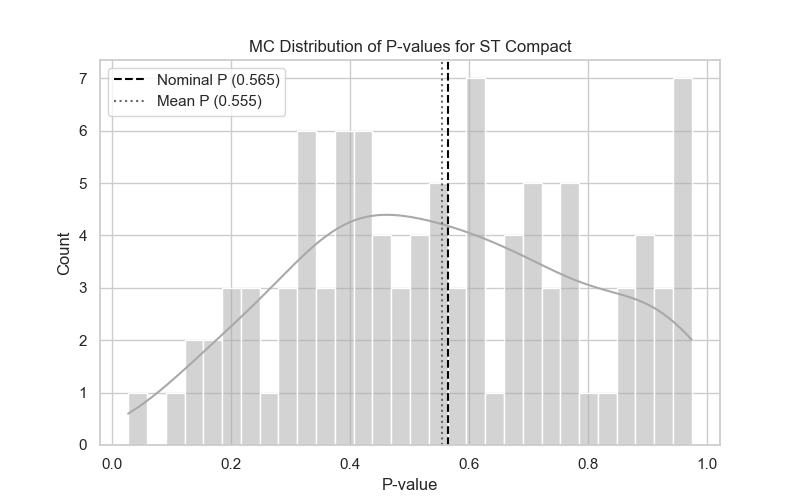 MC Distribution of P-values for ST Compact
Nominal P (0.565)
Mean P (0.555)
Count
7
6
5
4
3
2
1
0
0.0 0.2 0.4 0.6 0.8 1.0
P-value